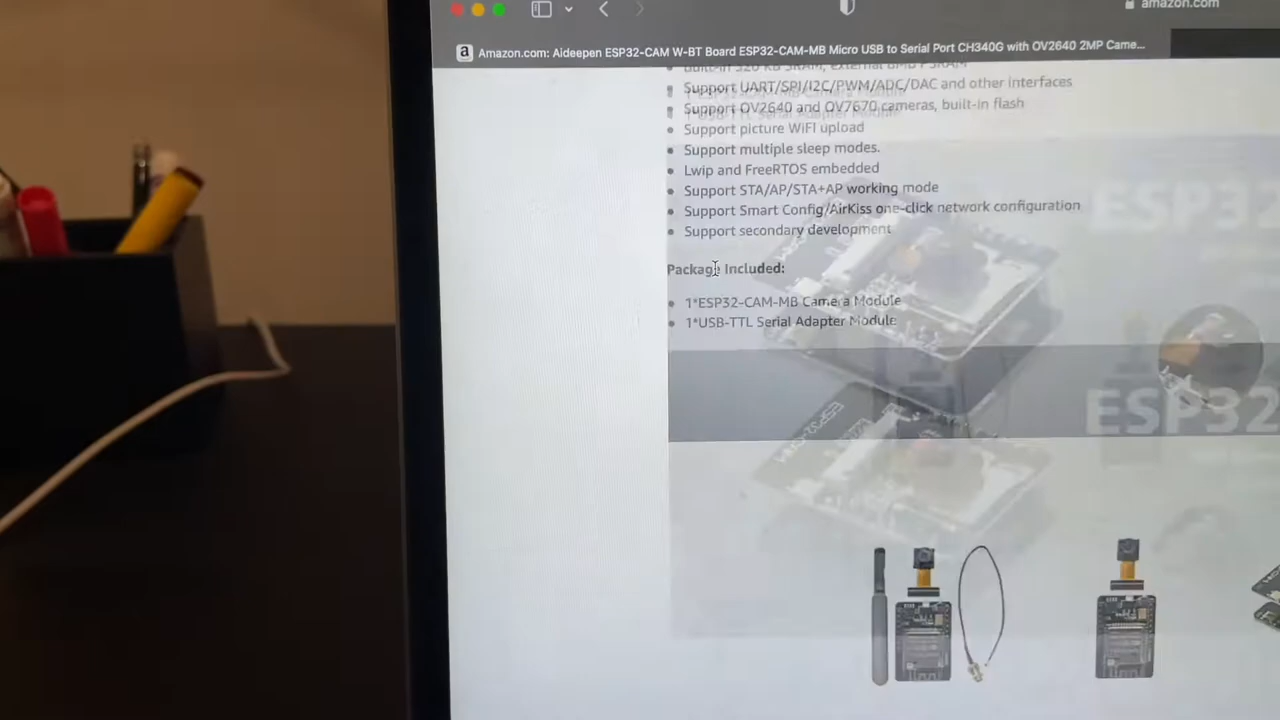 amazon.com
a Amazon.com: Aideepen ESP32-CAM W-BT Board ESP32-CAM-MB Micro USB to Serial Port CH340G with OV2640 2MP Came...
Support UART/SPI/I2C/PWM/ADC/DAC and other interfaces
Support OV2640 and OV7670 cameras, built-in flash
Support picture WiFI upload
Support multiple sleep modes.
Lwip and FreeRTOS embedded
Support STA/AP/STA+AP working mode
Support Smart Config/AirKiss one-click network configuration
Support secondary development
Package Included:
1*ESP32-CAM-MB Camera Module
1*USB-TTL Serial Adapter Module
ESP32
ESP32